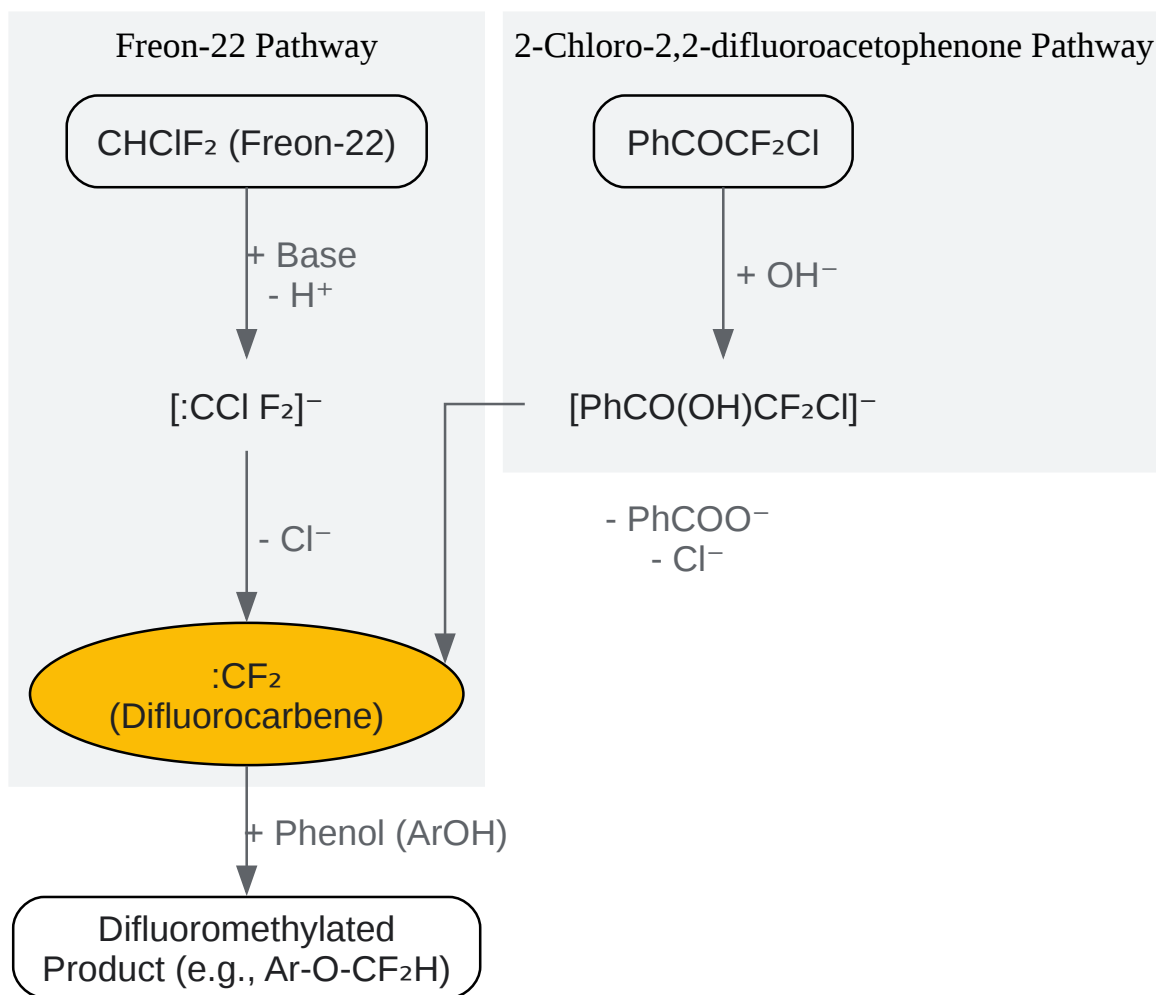 Freon-22 Pathway
CHClF₂ (Freon-22)
+ Base
- H⁺
[:CCl F₂]⁻
- Cl⁻
2-Chloro-2,2-difluoroacetophenone Pathway
PhCOCF₂Cl
+ OH⁻
[PhCO(OH)CF₂Cl]⁻
- PhCOO⁻
- Cl⁻
:CF₂
(Difluorocarbene)
+ Phenol (ArOH)
Difluoromethylated
Product (e.g., Ar-O-CF₂H)